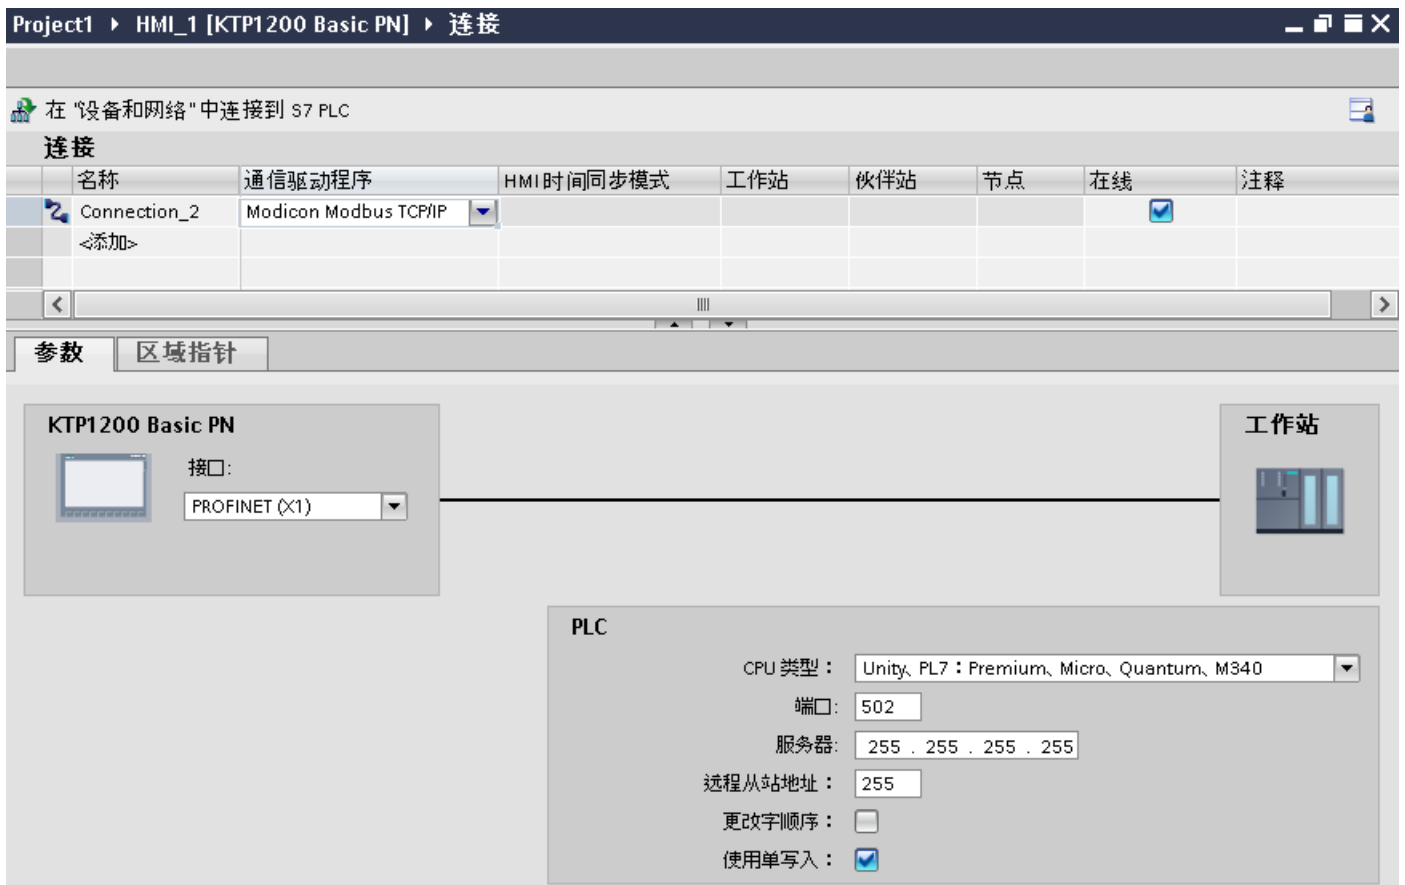 Project1 ▸ HMI_1 [KTP1200 Basic PN] ▸ 连接
在 "设备和网络" 中连接到 S7 PLC
连接
名称 通信驱动程序 HMI时间同步模式 工作站 伙伴站 节点 在线 注释
Connection_2 Modicon Modbus TCP/IP
<添加>
参数 区域指针
KTP1200 Basic PN 工作站
接口:
PROFINET (X1)
PLC
CPU 类型： Unity、PL7：Premium、Micro、Quantum、M340
端口: 502
服务器: 255 . 255 . 255 . 255
远程从站地址： 255
更改字顺序：
使用单写入：